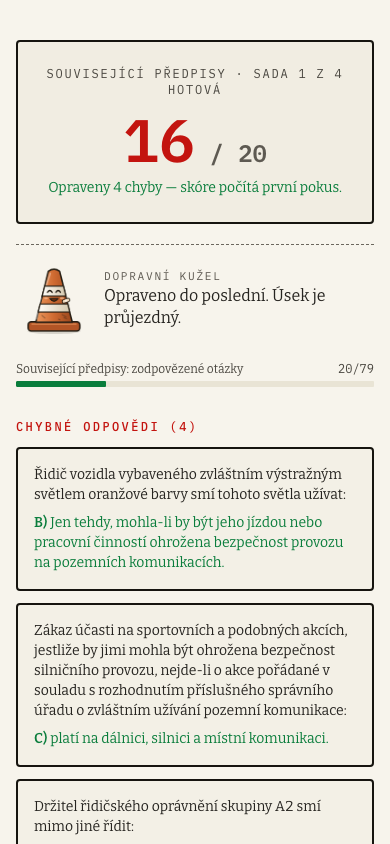 SOUVISEJÍCÍ PŘEDPISY · SADA 1 Z 4
HOTOVÁ
16 / 20
Opraveny 4 chyby — skóre počítá první pokus.
DOPRAVNÍ KUŽEL
Opraveno do poslední. Úsek je
průjezdný.
Související předpisy: zodpovězené otázky 20/79
CHYBNÉ ODPOVĚDI (4)
Řidič vozidla vybaveného zvláštním výstražným
světlem oranžové barvy smí tohoto světla užívat:
B) Jen tehdy, mohla-li by být jeho jízdou nebo
pracovní činností ohrožena bezpečnost provozu
na pozemních komunikacích.
Zákaz účasti na sportovních a podobných akcích,
jestliže by jimi mohla být ohrožena bezpečnost
silničního provozu, nejde-li o akce pořádané v
souladu s rozhodnutím příslušného správního
úřadu o zvláštním užívání pozemní komunikace:
C) platí na dálnici, silnici a místní komunikaci.
Držitel řidičského oprávnění skupiny A2 smí
mimo jiné řídit: